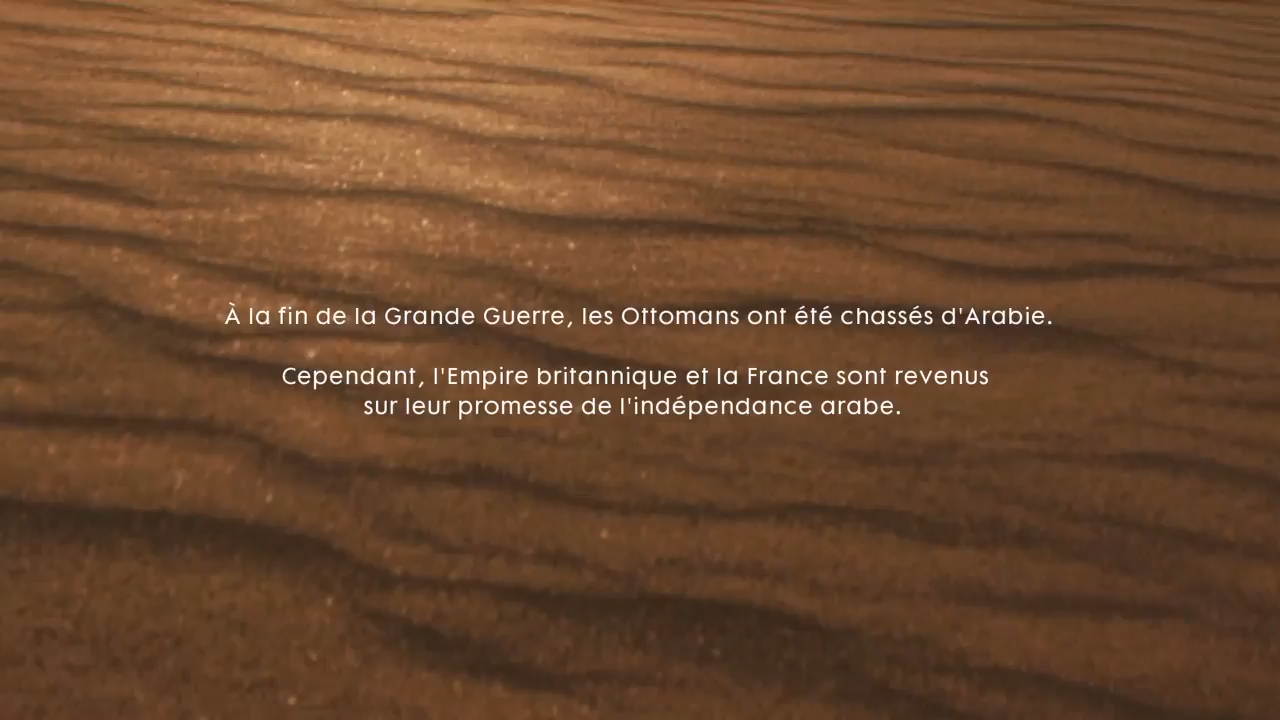 À la fin de la Grande Guerre, les Ottomans ont été chassés d'Arabie.
Cependant, l'Empire britannique et la France sont revenus
sur leur promesse de l'indépendance arabe.